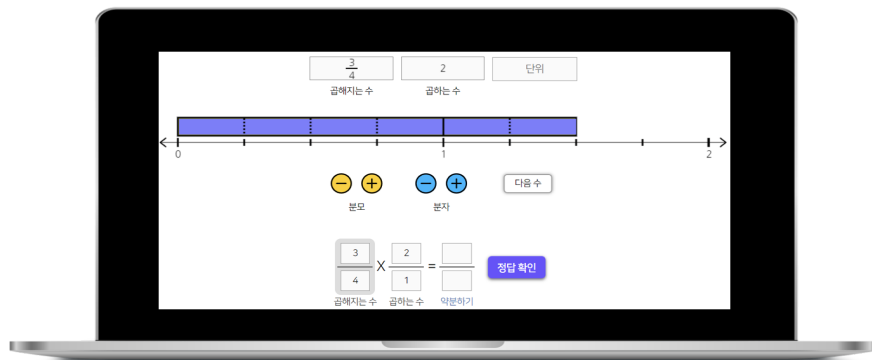 3/4 2 단위
곱해지는 수 곱하는 수
0 1 2
− + − + 다음 수
분모 분자
3 2
X = 정답 확인
4 1
곱해지는 수 곱하는 수 약분하기